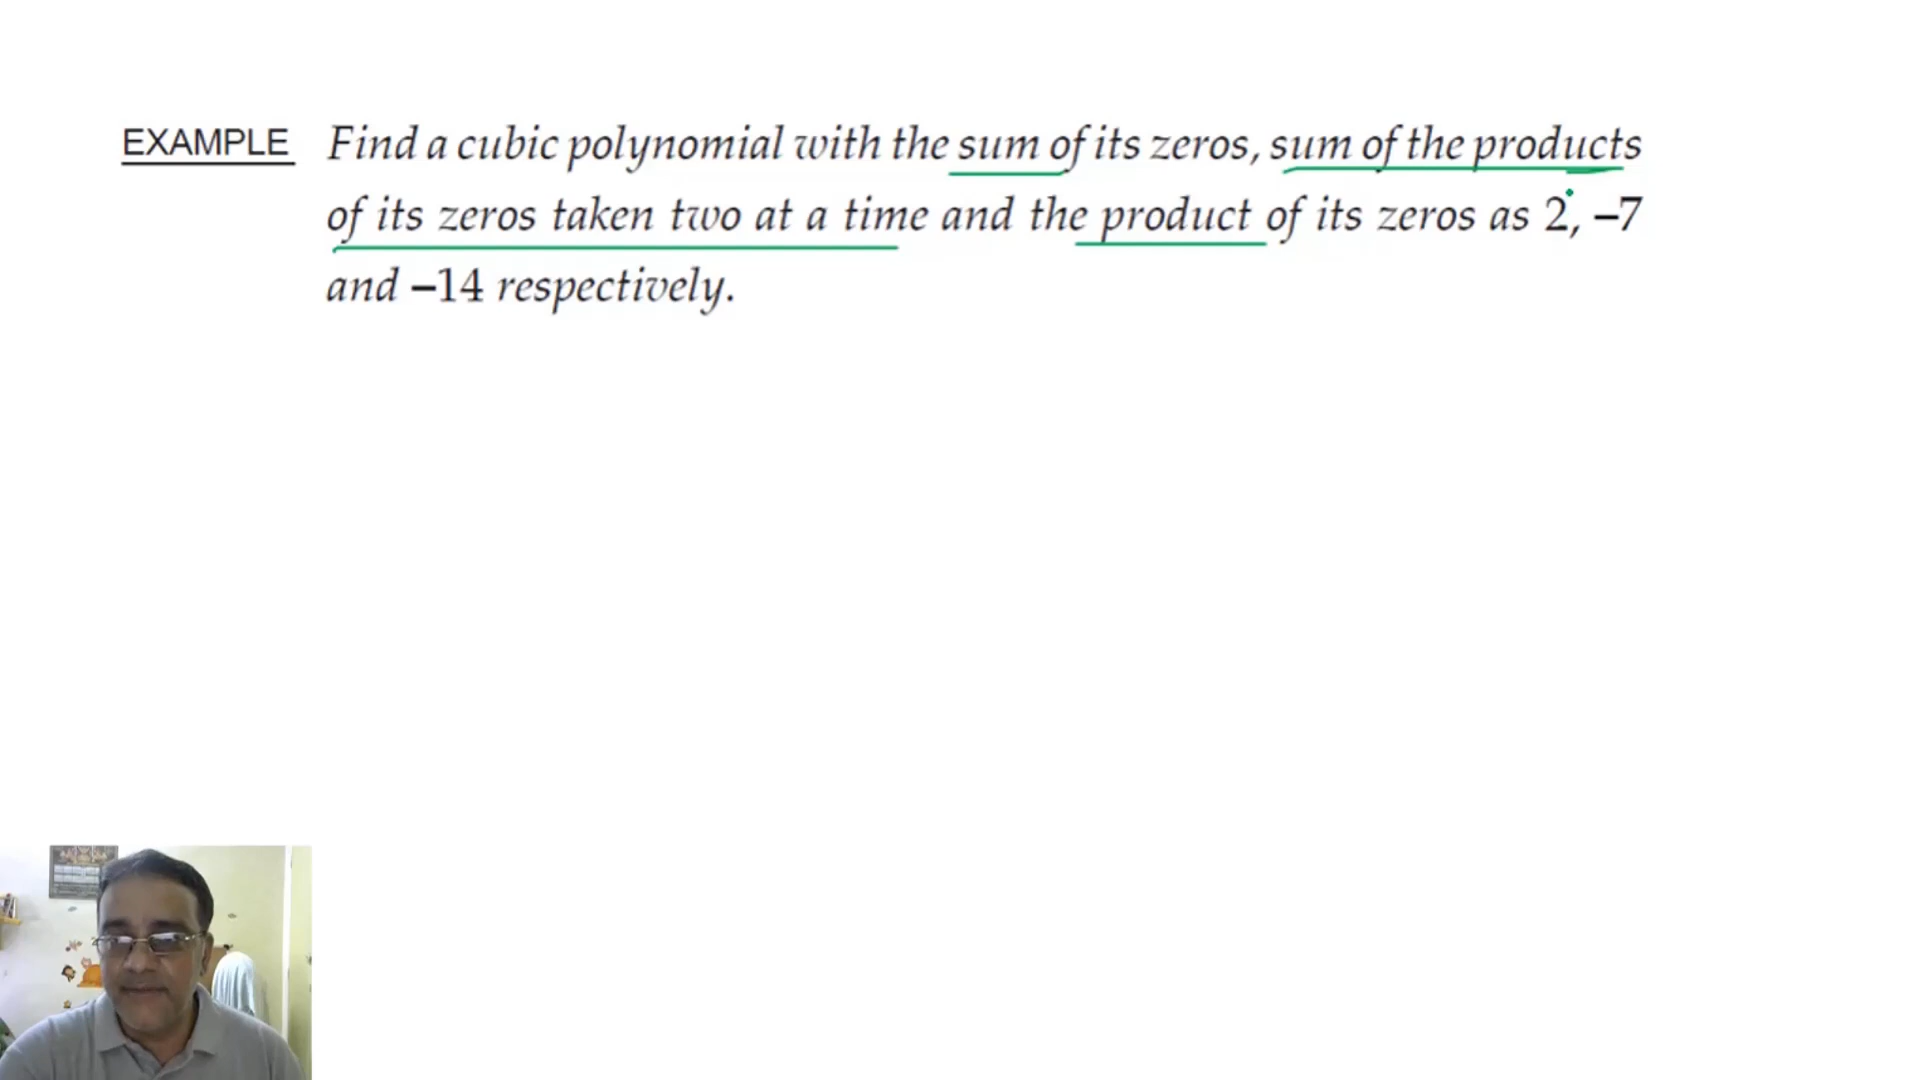 EXAMPLE Find a cubic polynomial with the sum of its zeros, sum of the products
of its zeros taken two at a time and the product of its zeros as 2, –7
and –14 respectively.